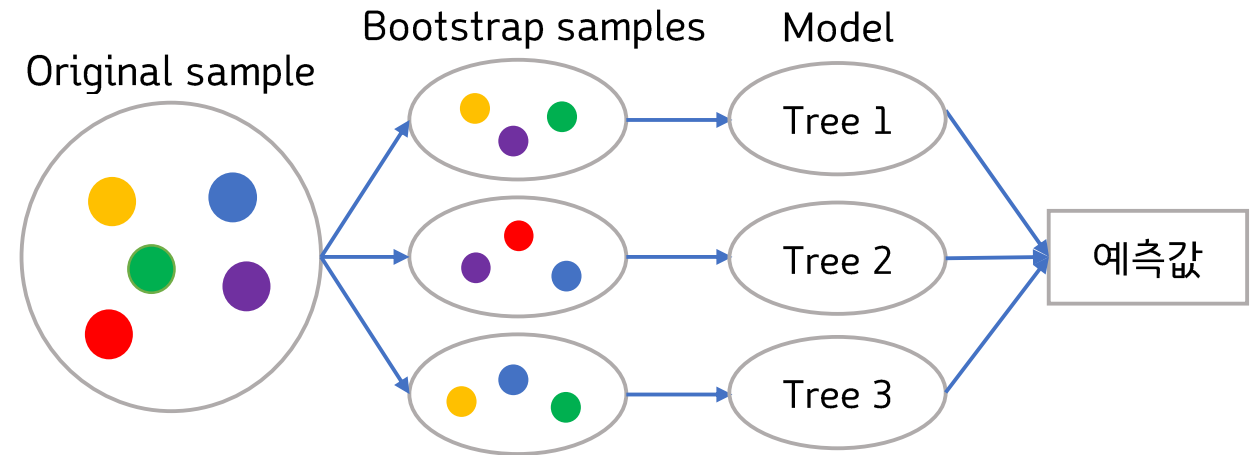 Original sample
Bootstrap samples
Model
Tree 1
Tree 2
Tree 3
예측값